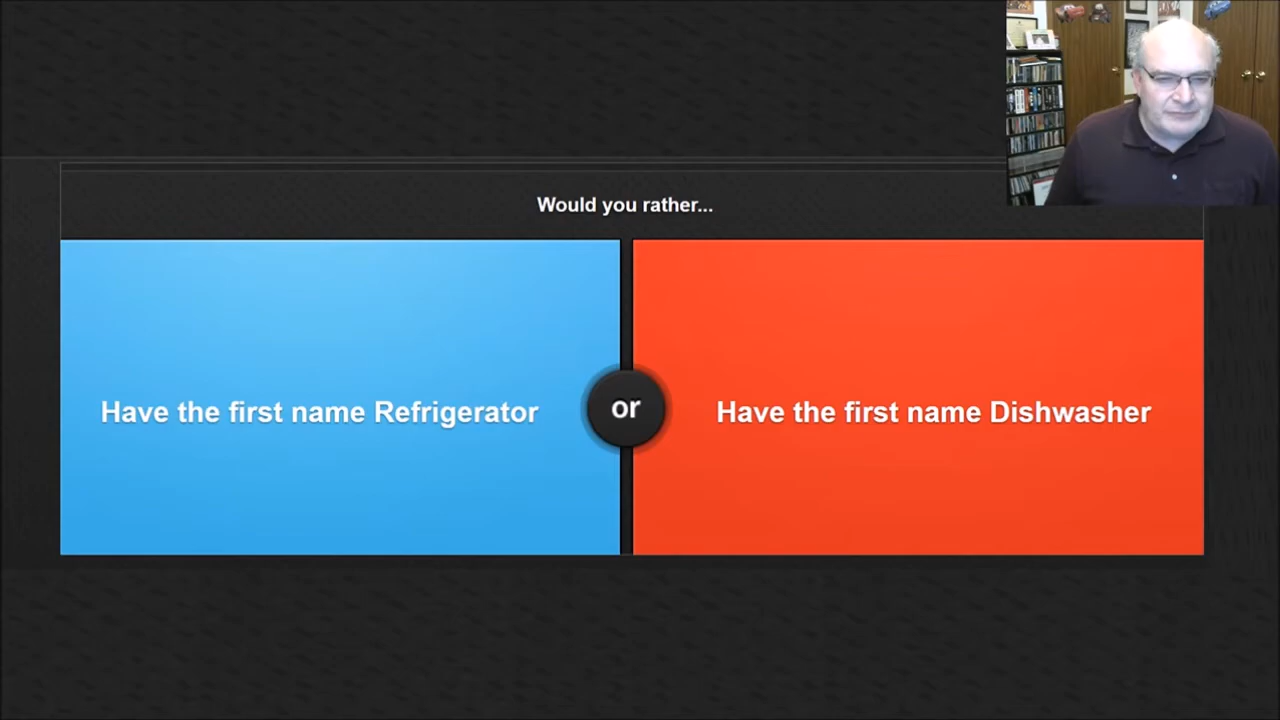 Would you rather...
Have the first name Refrigerator
or
Have the first name Dishwasher